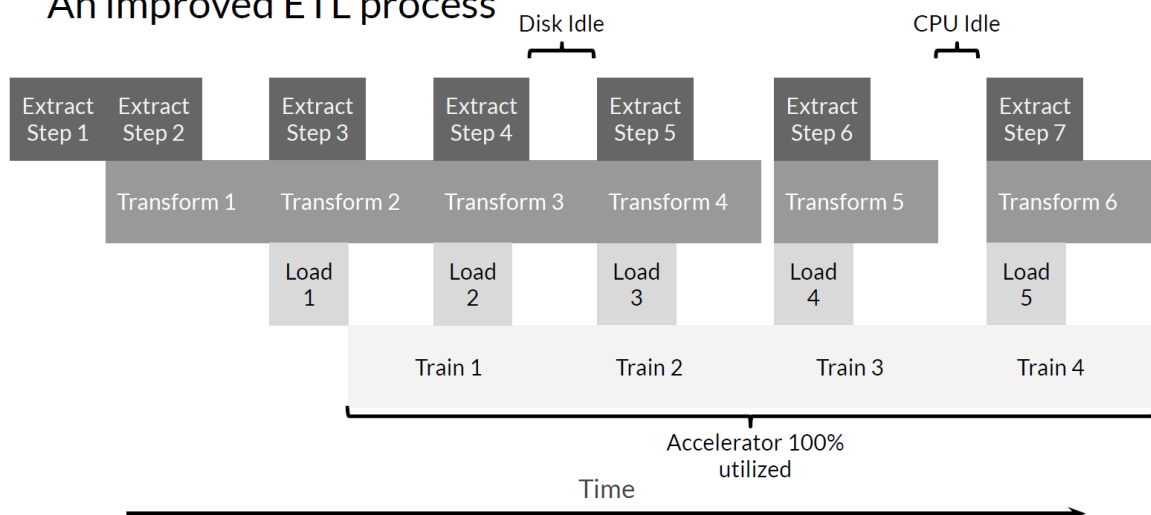 An improved ETL process
Disk Idle
CPU Idle
Extract
Step 1
Extract
Step 2
Extract
Step 3
Extract
Step 4
Extract
Step 5
Extract
Step 6
Extract
Step 7
Transform 1
Transform 2
Transform 3
Transform 4
Transform 5
Transform 6
Load
1
Load
2
Load
3
Load
4
Load
5
Train 1
Train 2
Train 3
Train 4
Accelerator 100%
utilized
Time